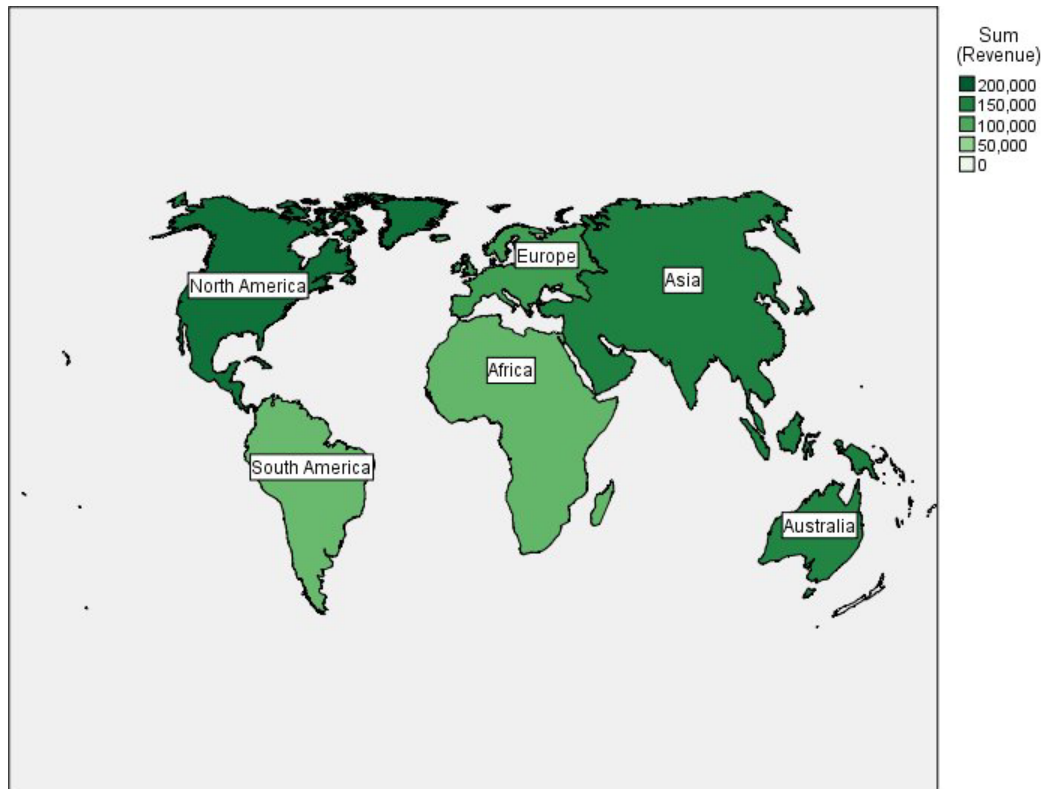 Sum
(Revenue)
200,000
150,000
100,000
50,000
0
Europe
North America
Asia
Africa
South America
Australia